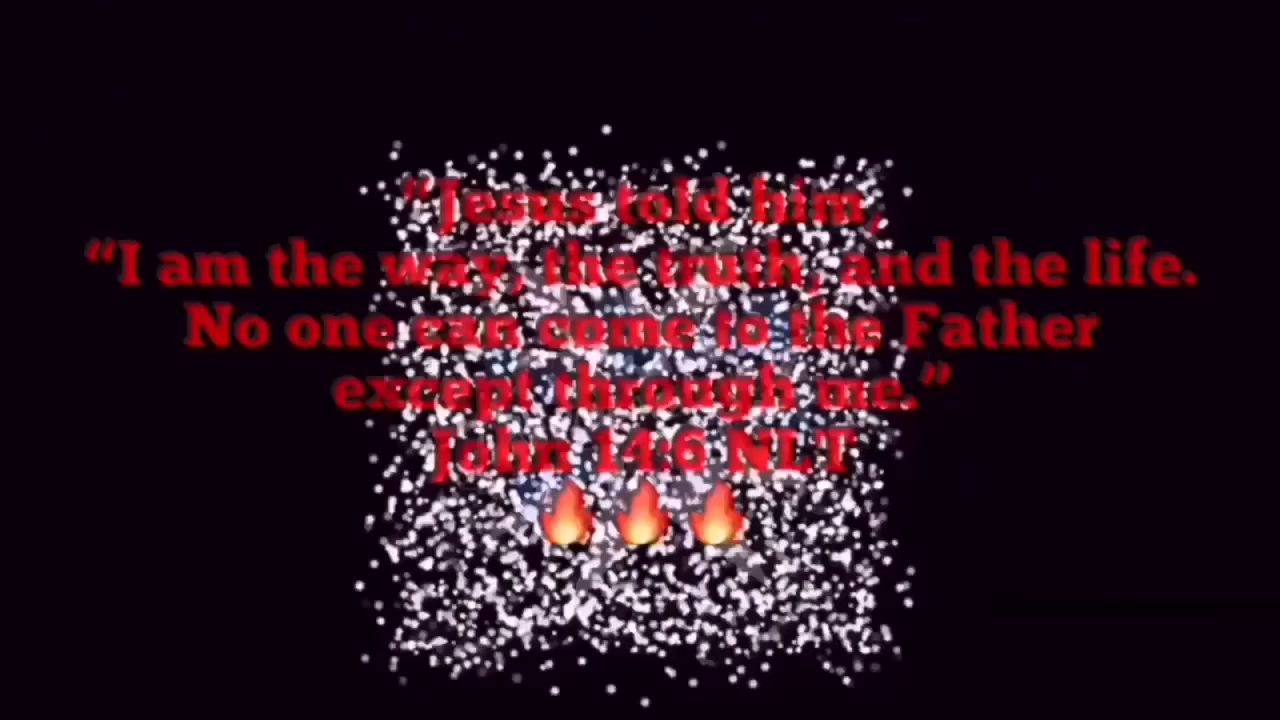 “Jesus told him,
“I am the way, the truth, and the life.
No one can come to the Father
except through me.”
John 14:6 NLT
🔥🔥🔥